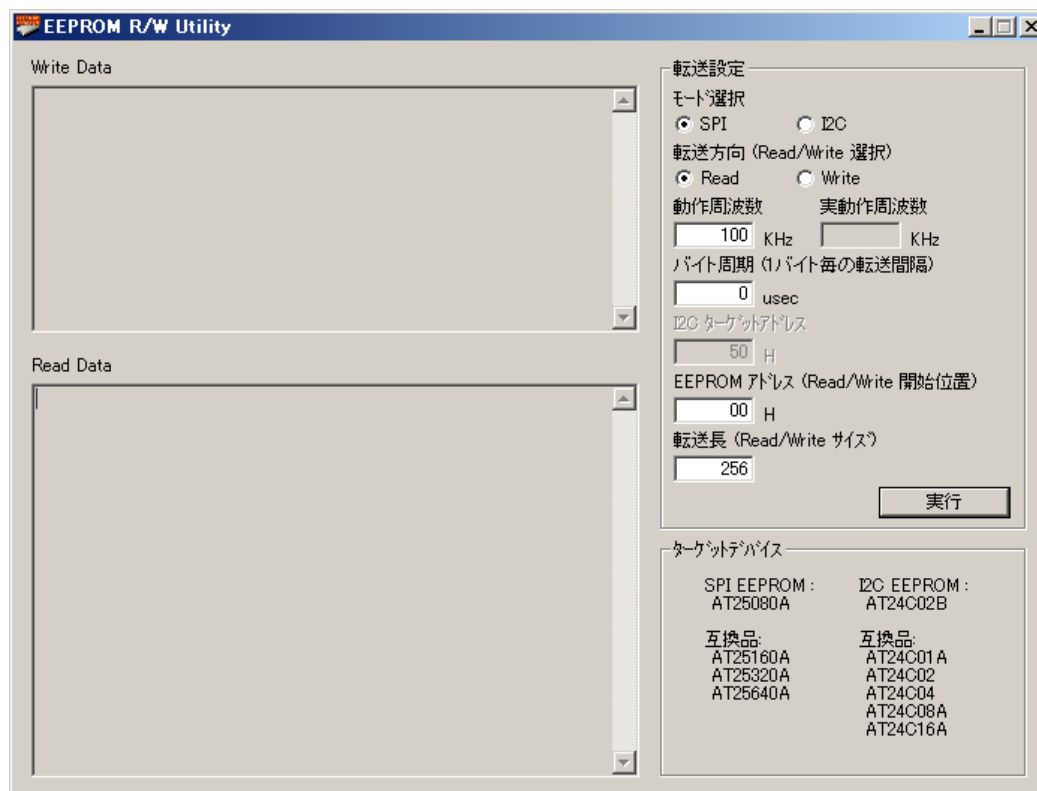 EEPROM R/W Utility
Write Data
Read Data
転送設定
ﾓｰﾄﾞ選択
SPI I2C
転送方向 (Read/Write 選択)
Read Write
動作周波数 実動作周波数
100 KHz KHz
バイト周期 (1バイト毎の転送間隔)
0 usec
I2C ﾀｰｹﾞｯﾄｱﾄﾞﾚｽ
50 H
EEPROM ｱﾄﾞﾚｽ (Read/Write 開始位置)
00 H
転送長 (Read/Write ｻｲｽﾞ)
256
実行
ﾀｰｹﾞｯﾄﾃﾞﾊﾞｲｽ
SPI EEPROM : I2C EEPROM :
AT25080A AT24C02B
互換品: 互換品:
AT25160A AT24C01A
AT25320A AT24C02
AT25640A AT24C04
AT24C08A
AT24C16A